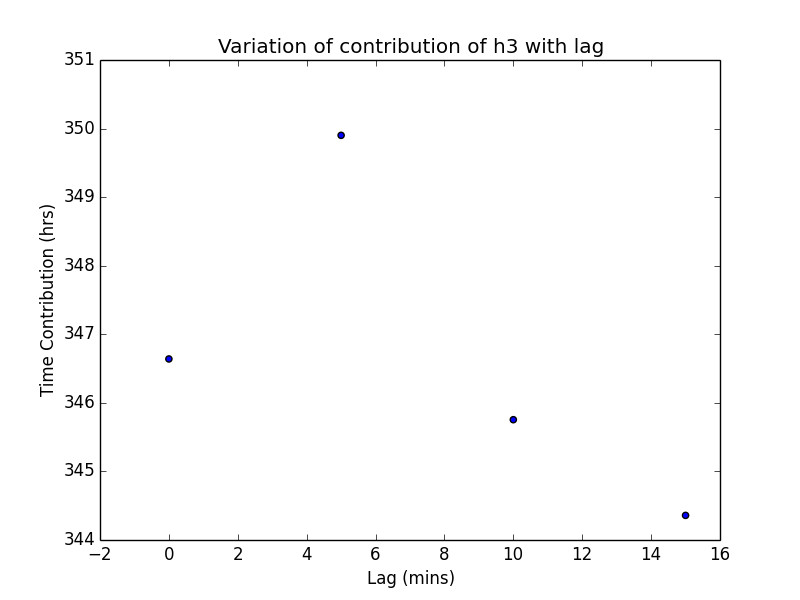 Variation of contribution of h3 with lag
351
350
349
348
347
346
345
344
Time Contribution (hrs)
−2 0 2 4 6 8 10 12 14 16
Lag (mins)